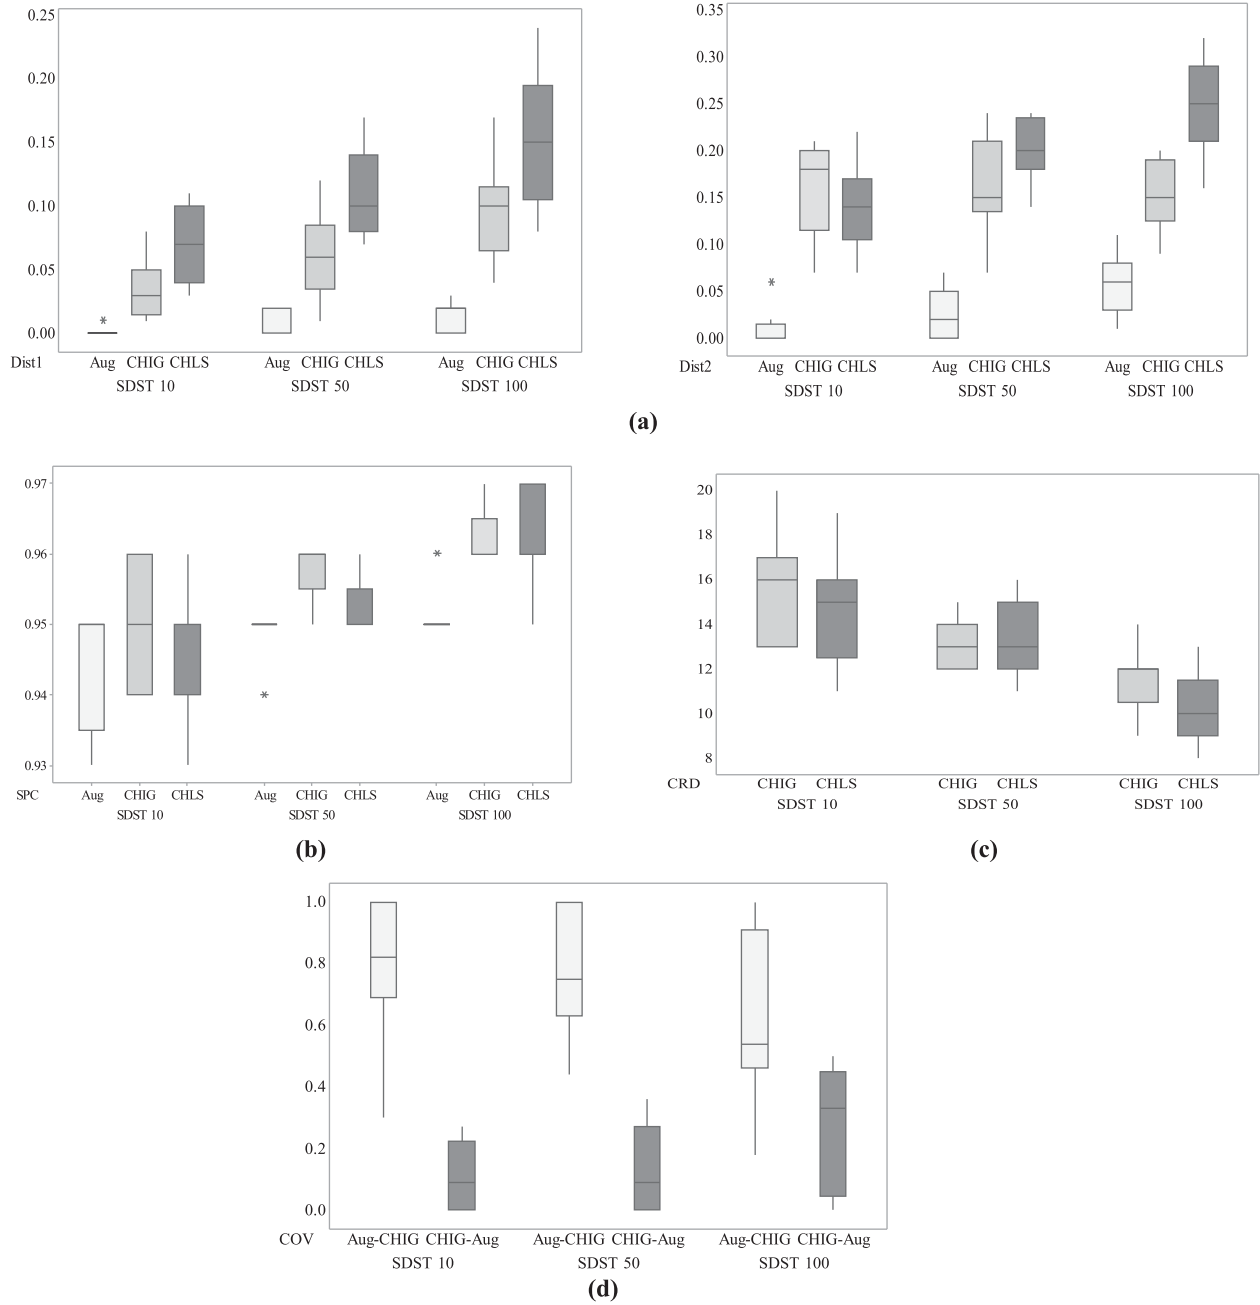 0.25
0.20
0.15
0.10
0.05
0.00
Dist1 Aug CHIG CHLS Aug CHIG CHLS Aug CHIG CHLS
SDST 10 SDST 50 SDST 100
0.35
0.30
0.25
0.20
0.15
0.10
0.05
0.00
Dist2 Aug CHIG CHLS Aug CHIG CHLS Aug CHIG CHLS
SDST 10 SDST 50 SDST 100
(a)
0.97
0.96
0.95
0.94
0.93
SPC Aug CHIG CHLS Aug CHIG CHLS Aug CHIG CHLS
SDST 10 SDST 50 SDST 100
(b)
20
18
16
14
12
10
8
CRD CHIG CHLS CHIG CHLS CHIG CHLS
SDST 10 SDST 50 SDST 100
(c)
1.0
0.8
0.6
0.4
0.2
0.0
COV Aug-CHIG CHIG-Aug Aug-CHIG CHIG-Aug Aug-CHIG CHIG-Aug
SDST 10 SDST 50 SDST 100
(d)